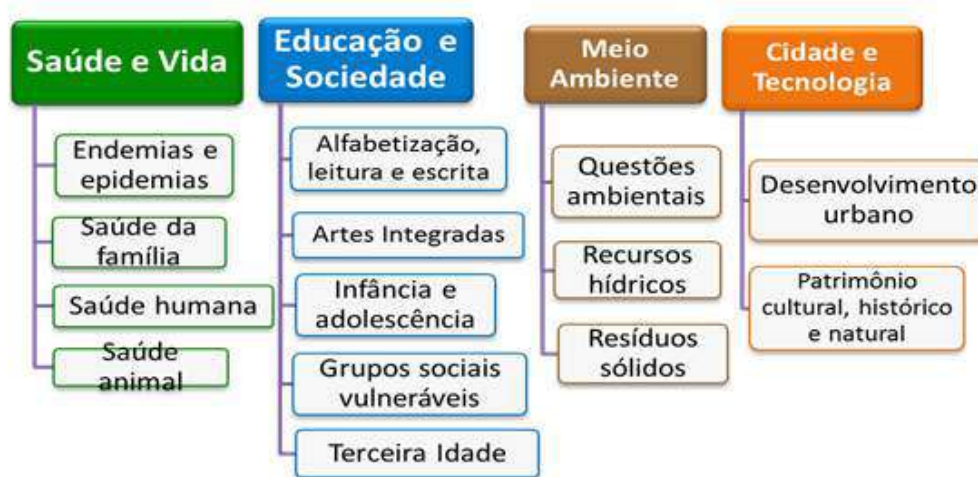 Saúde e Vida
Endemias e
epidemias
Saúde da
família
Saúde humana
Saúde
animal
Educação e
Sociedade
Alfabetização,
leitura e escrita
Artes Integradas
Infância e
adolescência
Grupos sociais
vulneráveis
Terceira Idade
Meio
Ambiente
Questões
ambientais
Recursos
hídricos
Resíduos
sólidos
Cidade e
Tecnologia
Desenvolvimento
urbano
Patrimônio
cultural, histórico
e natural